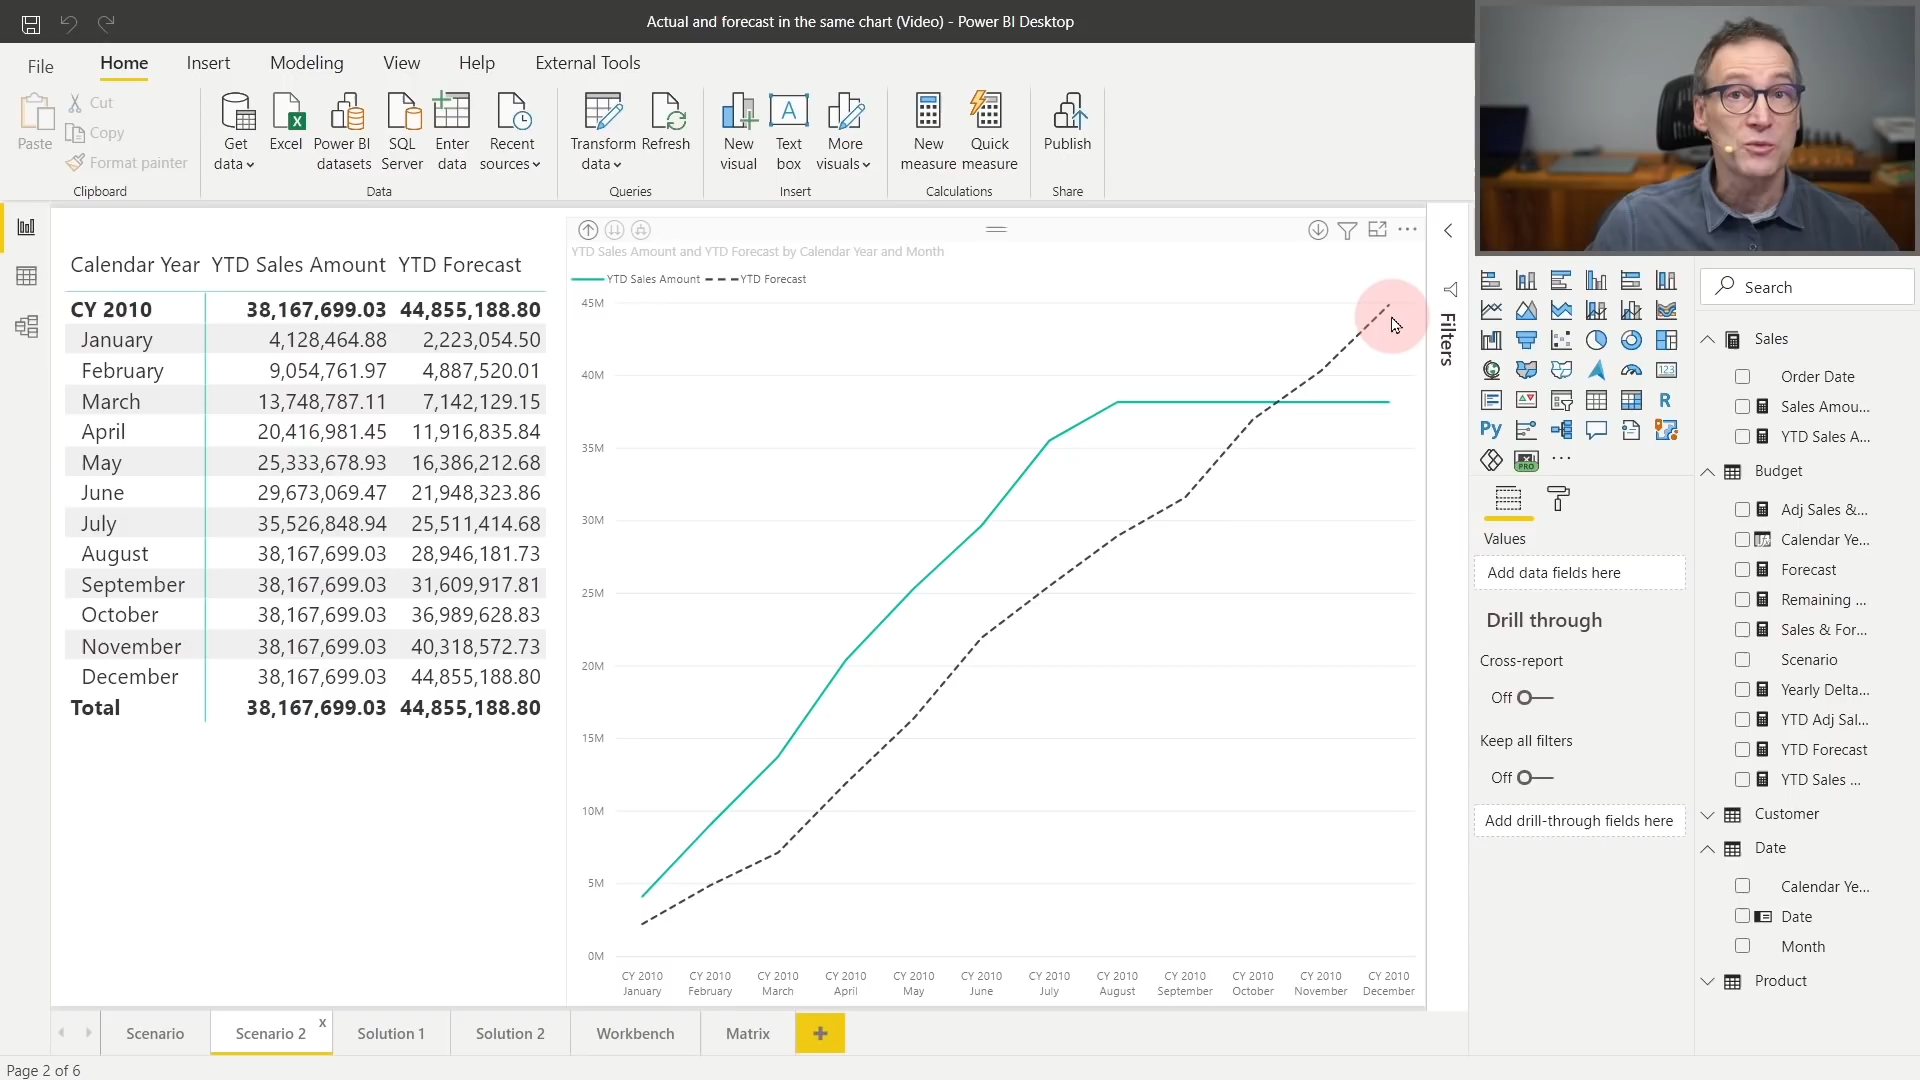 Actual and forecast in the same chart (Video) - Power BI Desktop
File Home Insert Modeling View Help External Tools
Paste
Cut
Copy
Format painter
Clipboard
Get data
Excel
Power BI datasets
SQL Server
Enter data
Recent sources
Data
Transform data
Refresh
Queries
New visual
Text box
More visuals
Insert
New measure
Quick measure
Calculations
Publish
Share
Calendar Year YTD Sales Amount YTD Forecast
CY 2010 38,167,699.03 44,855,188.80
January 4,128,464.88 2,223,054.50
February 9,054,761.97 4,887,520.01
March 13,748,787.11 7,142,129.15
April 20,416,981.45 11,916,835.84
May 25,333,678.93 16,386,212.68
June 29,673,069.47 21,948,323.86
July 35,526,848.94 25,511,414.68
August 38,167,699.03 28,946,181.73
September 38,167,699.03 31,609,917.81
October 38,167,699.03 36,989,628.83
November 38,167,699.03 40,318,572.73
December 38,167,699.03 44,855,188.80
Total 38,167,699.03 44,855,188.80
YTD Sales Amount and YTD Forecast by Calendar Year and Month
YTD Sales Amount YTD Forecast
45M
40M
35M
30M
25M
20M
15M
10M
5M
0M
CY 2010 CY 2010 CY 2010 CY 2010 CY 2010 CY 2010 CY 2010 CY 2010 CY 2010 CY 2010 CY 2010 CY 2010
January February March April May June July August September October November December
Filters
123
R
Py
PRO
Values
Add data fields here
Drill through
Cross-report
Off
Keep all filters
Off
Add drill-through fields here
Search
Sales
Order Date
Sales Amou...
YTD Sales A...
Budget
Adj Sales &...
Calendar Ye...
Forecast
Remaining ...
Sales & For...
Scenario
Yearly Delta...
YTD Adj Sal...
YTD Forecast
YTD Sales ...
Customer
Date
Calendar Ye...
Date
Month
Product
Scenario Scenario 2 x Solution 1 Solution 2 Workbench Matrix +
Page 2 of 6